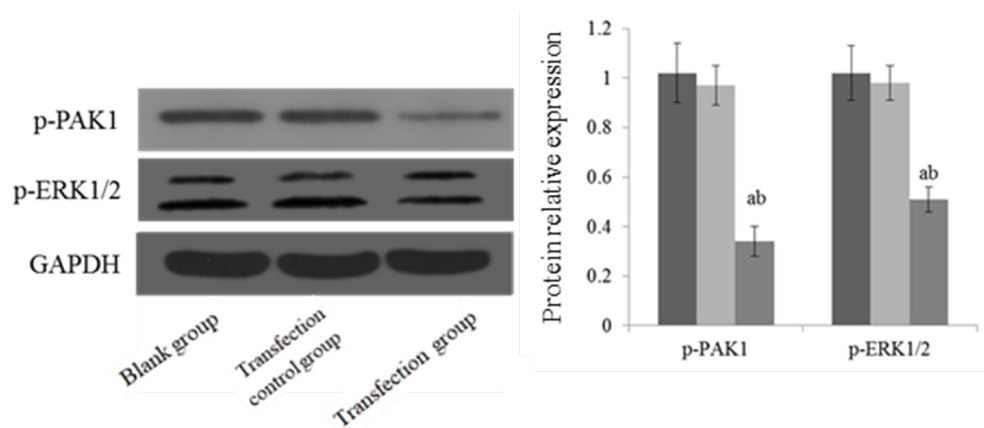 p-PAK1
p-ERK1/2
GAPDH
Blank group
Transfection
control group
Transfection group
Protein relative expression
1.2
1
0.8
0.6
0.4
0.2
0
ab
ab
p-PAK1
p-ERK1/2